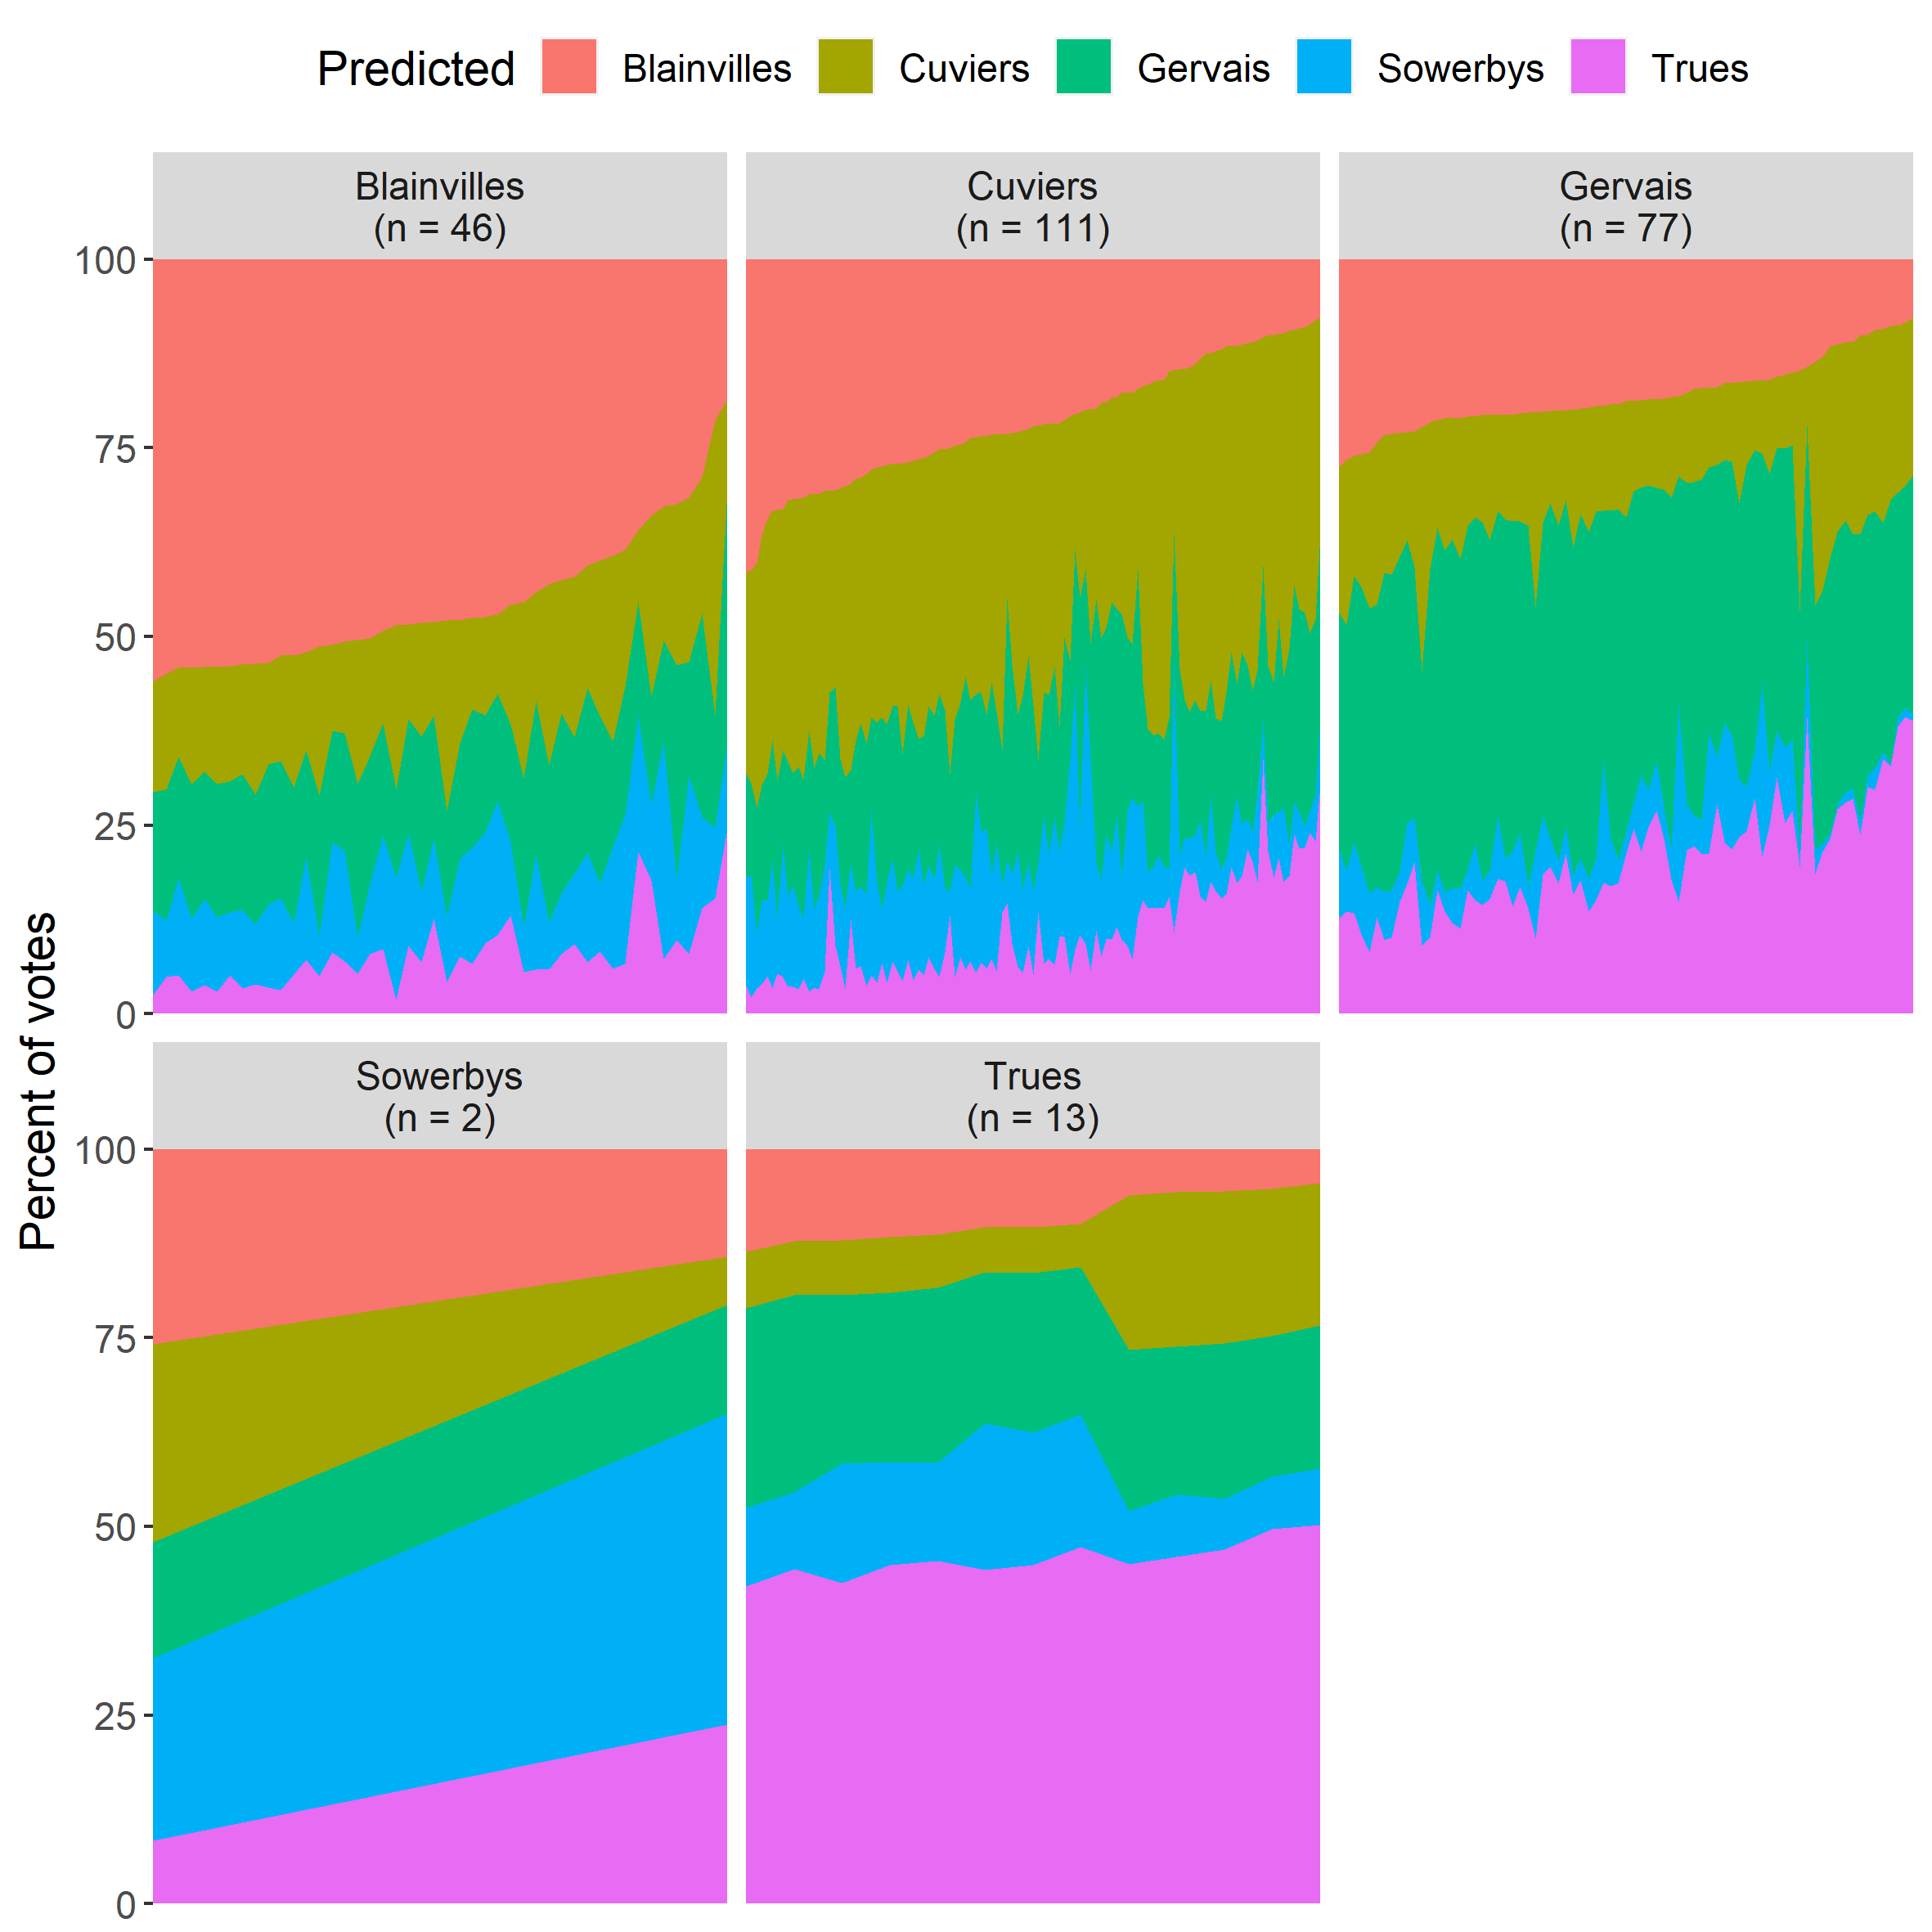 Predicted Blainvilles Cuviers Gervais Sowerbys Trues
Blainvilles
(n = 46)
Cuviers
(n = 111)
Gervais
(n = 77)
100
75
50
25
0
Percent of votes
Sowerbys
(n = 2)
Trues
(n = 13)
100
75
50
25
0